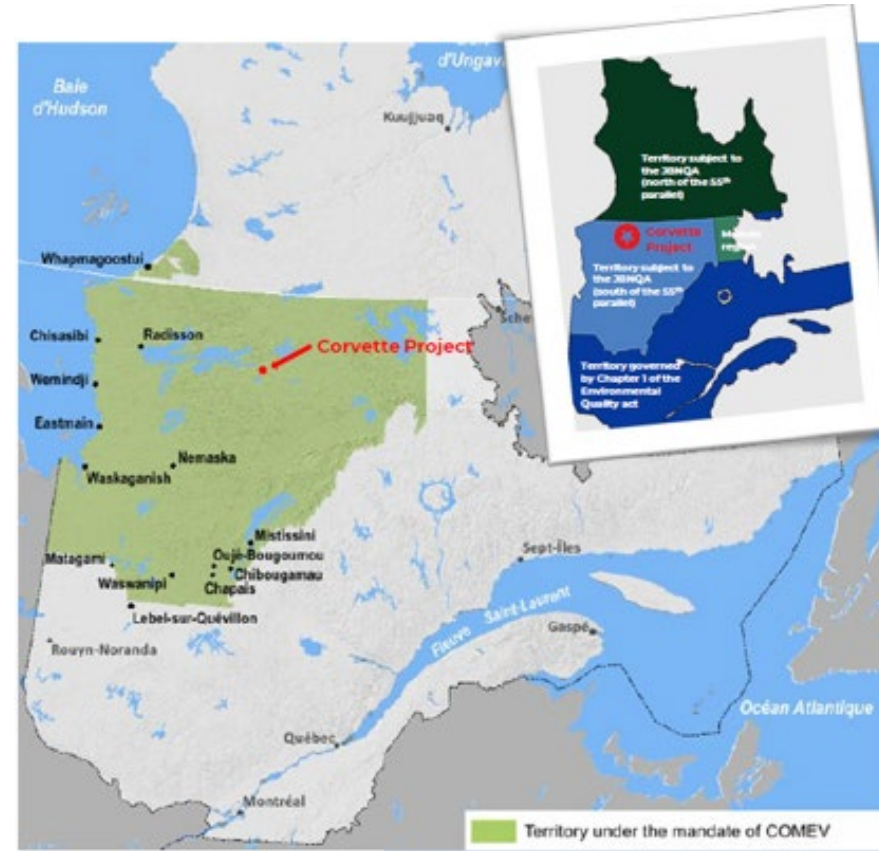 Baie
d'Hudson
d'Ungav
Kuujjuaq
Whapmagoostui
Chisasibi
Radisson
Corvette Project
Wemindji
Eastmain
Nemaska
Waskaganish
Mistissini
Oujé-Bougoumou
Matagami
Waswanipi
Chibougamau
Chapais
Lebel-sur-Quévillon
Rouyn-Noranda
Sche
Sept-Îles
Fleuve Saint-Laurent
Gaspé
Québec
Montréal
Océan Atlantique
Territory under the mandate of COMEV
Territory subject to
the JBNQA
(north of the 55th
parallel)
Corvette
Project
region
Territory subject to
the JBNQA
(south of the 55th
parallel)
Territory governed
by Chapter 1 of the
Environmental
Quality act